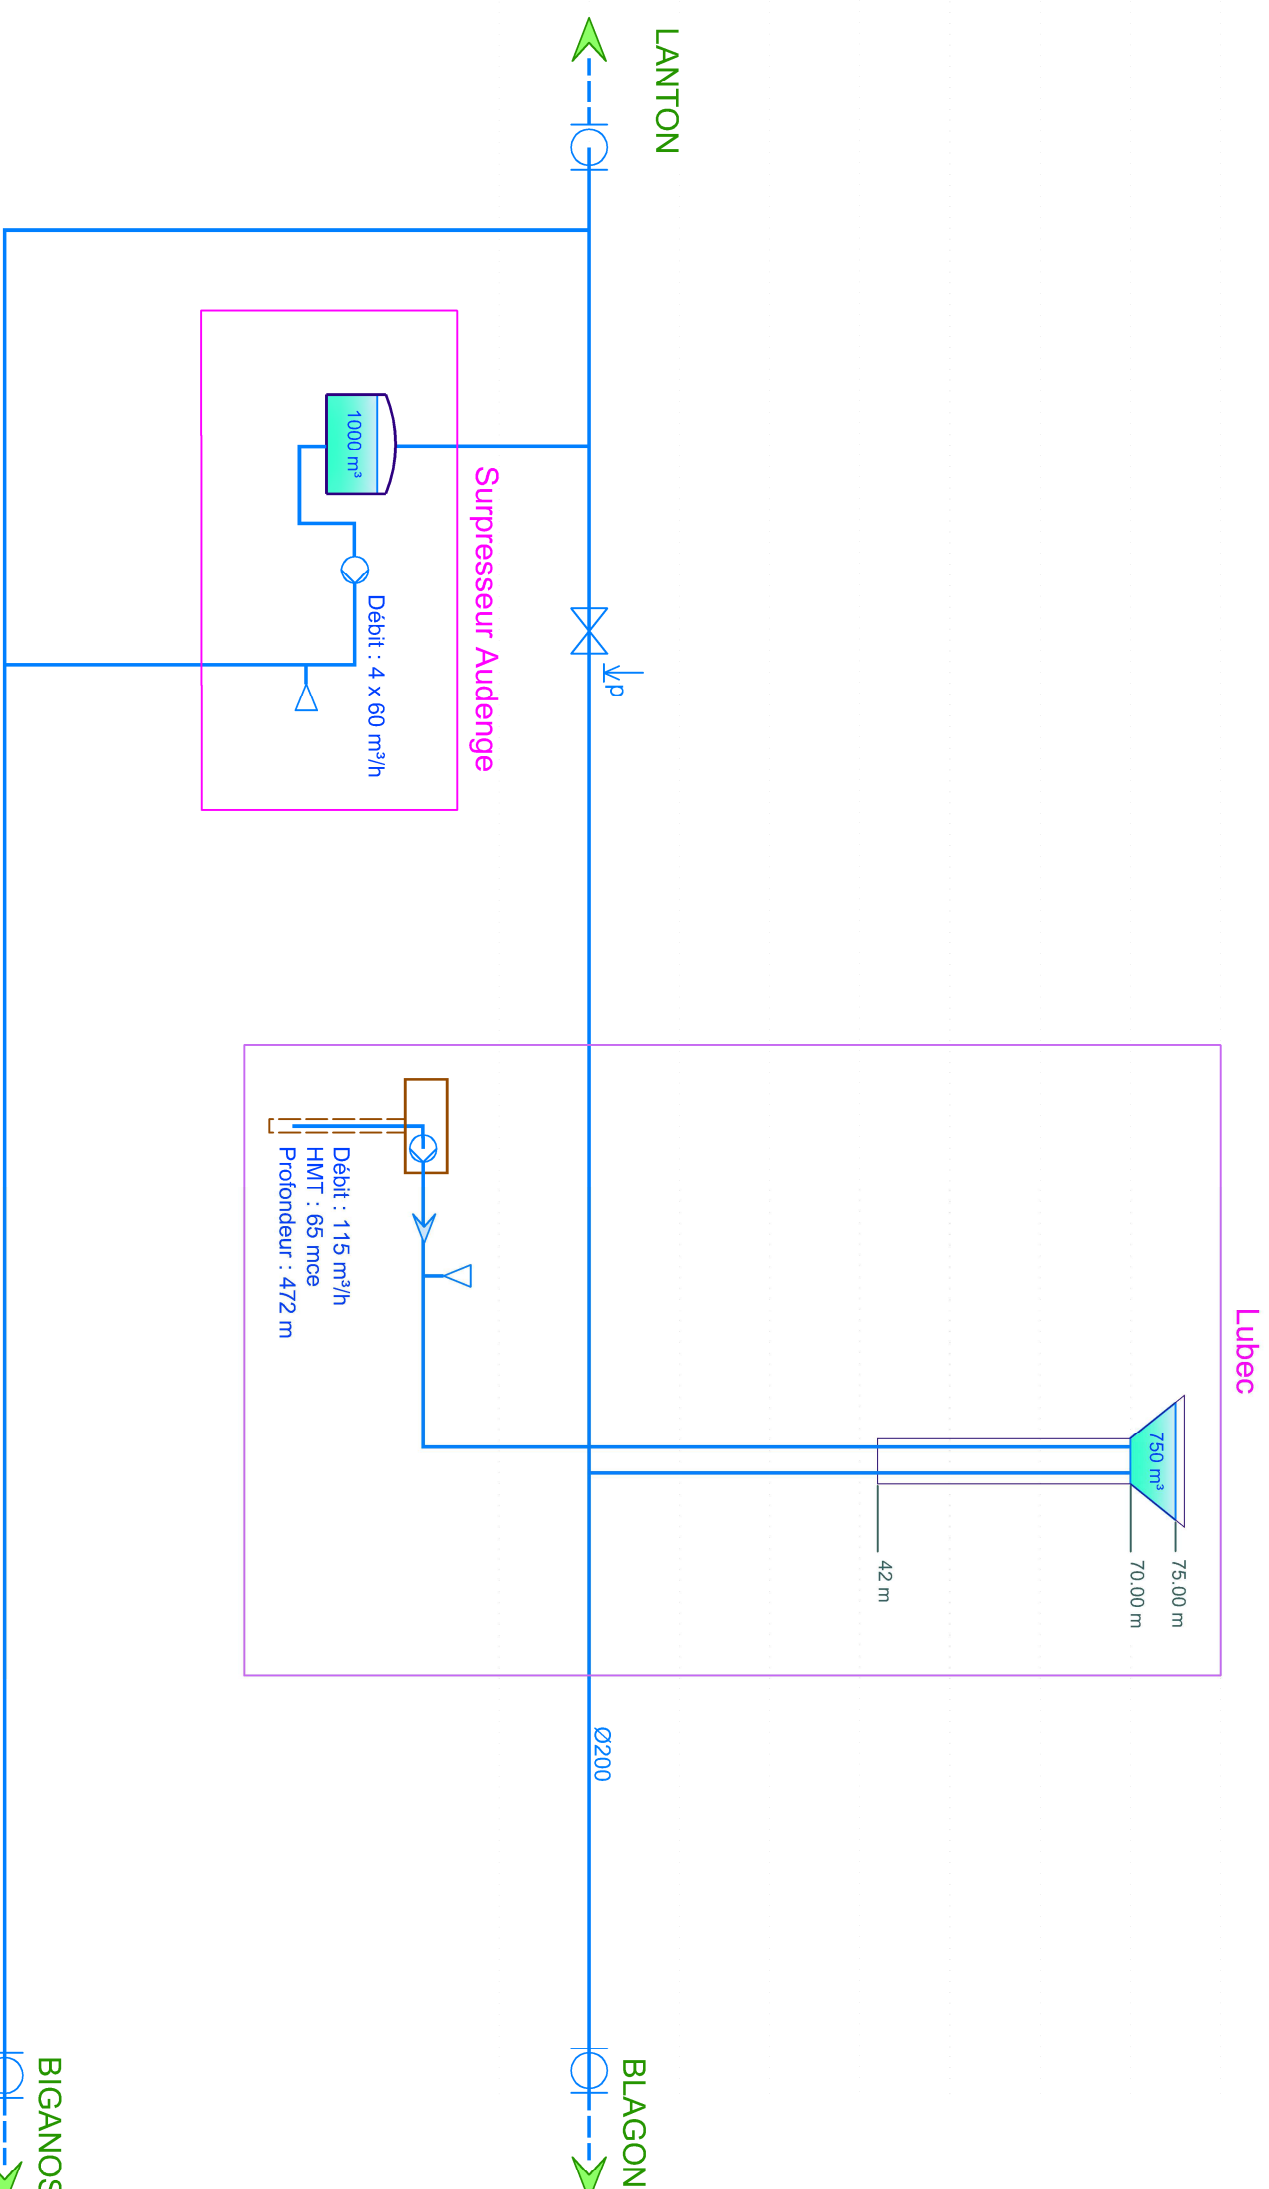 Lubec
750 m³
75.00 m
70.00 m
42 m
LANTON
BLAGON
p
Ø200
Surpresseur Audenge
1000 m³
Débit : 4 x 60 m³/h
Débit : 115 m³/h
HMT : 65 mce
Profondeur : 472 m
BIGANOS